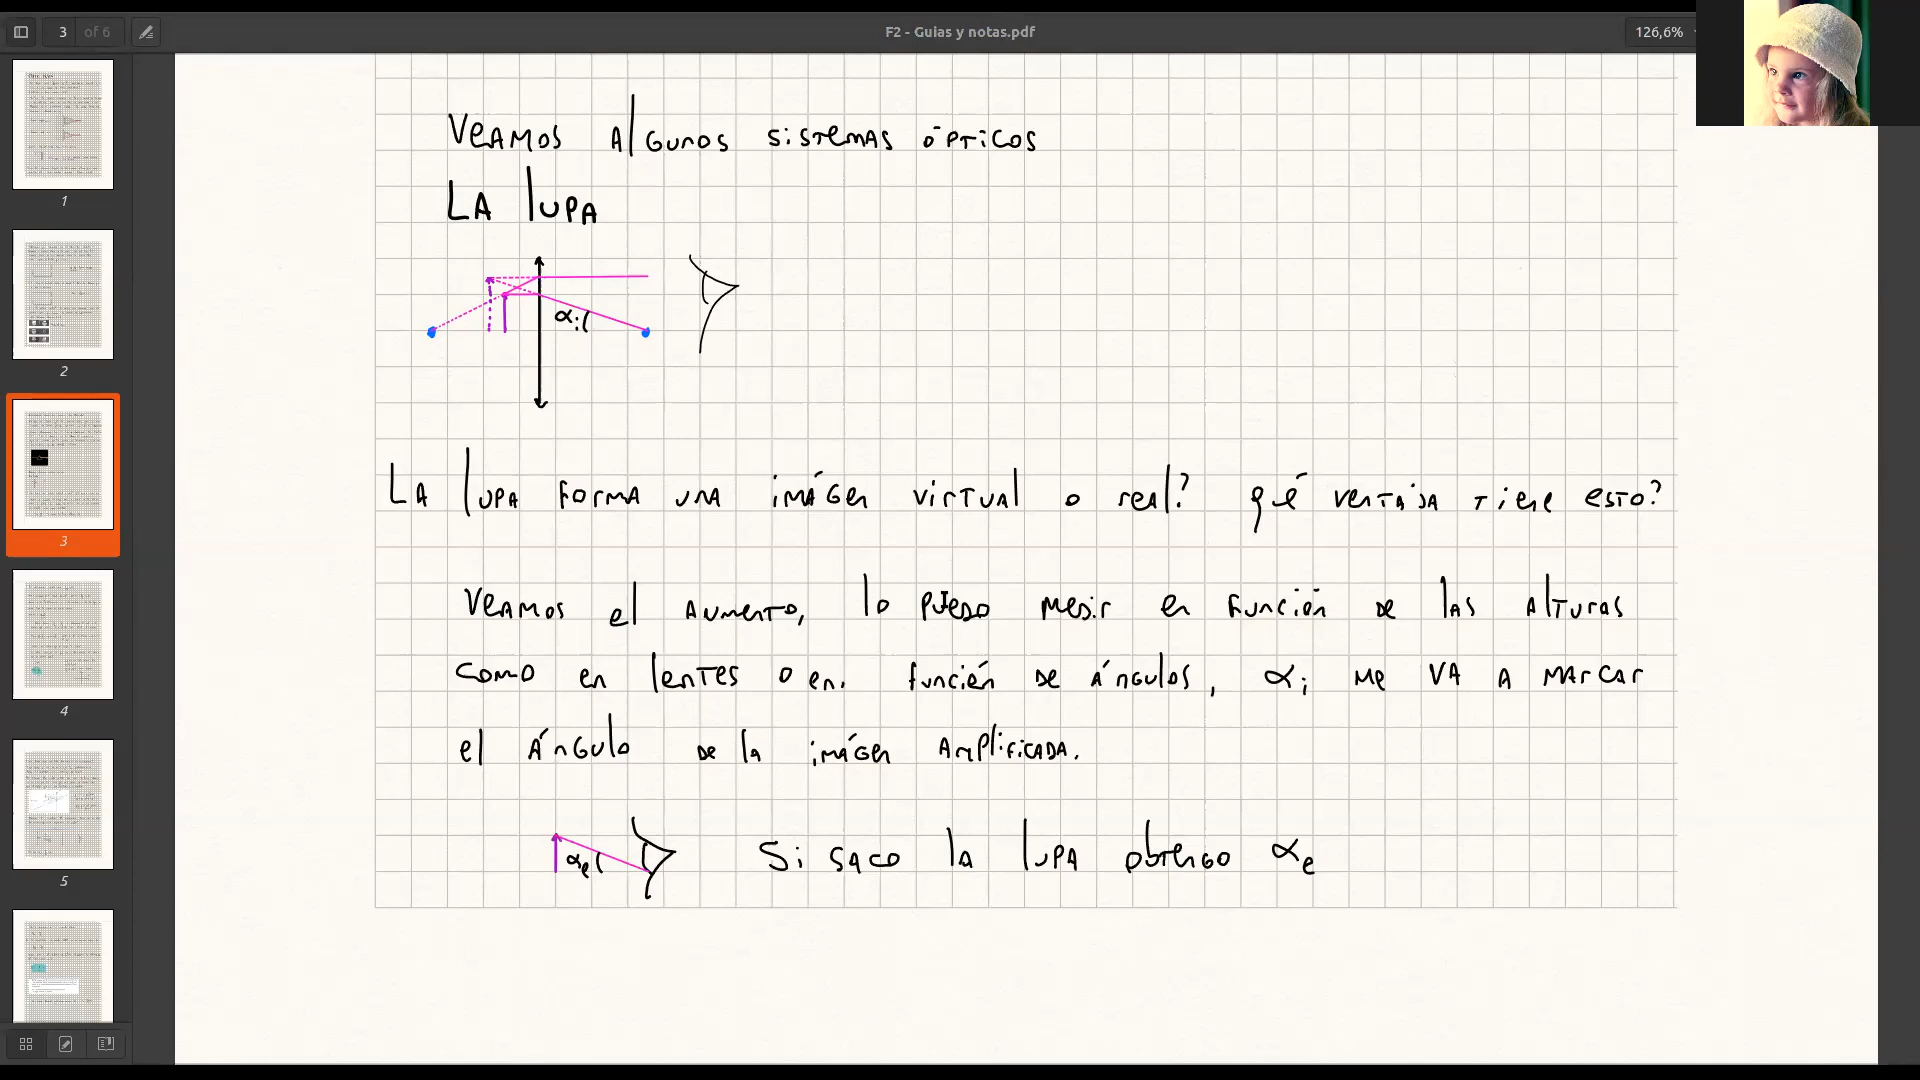 3 of 6
F2 - Guias y notas.pdf
126,6%
Veamos algunos sistemas ópticos
La lupa
αi
La lupa forma una imágen virtual o real? qué ventaja tiene esto?
Veamos el aumento, lo puedo medir en función de las alturas
como en lentes o en. función de ángulos, αi me va a marcar
el ángulo de la imágen amplificada.
αe
Si saco la lupa obtengo αe
1
2
3
4
5